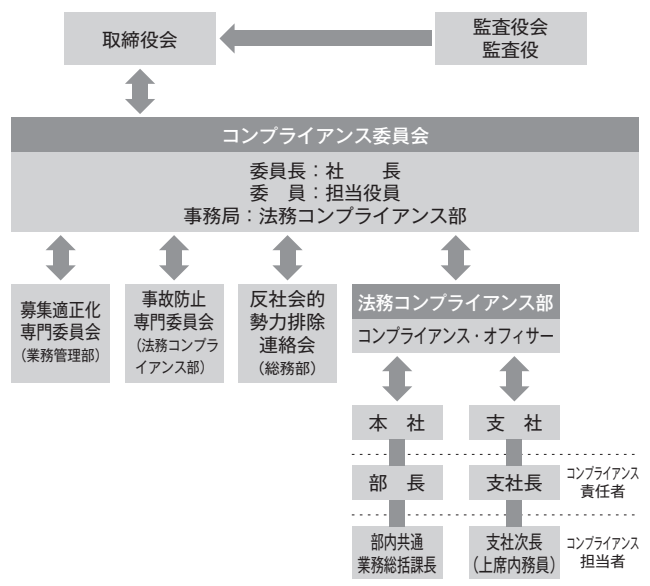 取締役会
監査役会
監査役
コンプライアンス委員会
委員長：社　　長
委　員：担当役員
事務局：法務コンプライアンス部
募集適正化
専門委員会
（業務管理部）
事故防止
専門委員会
（法務コンプラ
イアンス部）
反社会的
勢力排除
連絡会
（総務部）
法務コンプライアンス部
コンプライアンス・オフィサー
本　社
支　社
部　長
支社長
コンプライアンス
責任者
部内共通
業務総括課長
支社次長
（上席内務員）
コンプライアンス
担当者